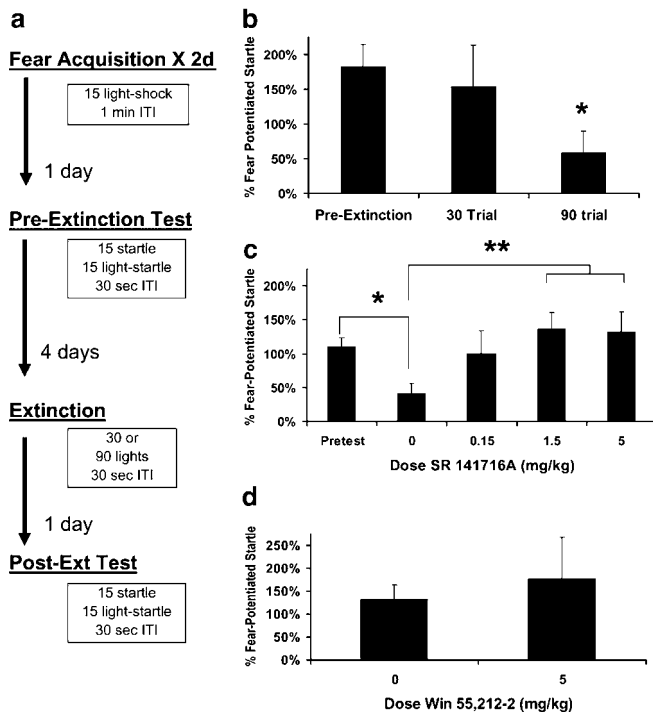 a
Fear Acquisition X 2d
15 light-shock
1 min ITI
1 day
Pre-Extinction Test
15 startle
15 light-startle
30 sec ITI
4 days
Extinction
30 or
90 lights
30 sec ITI
1 day
Post-Ext Test
15 startle
15 light-startle
30 sec ITI
b
% Fear Potentiated Startle
200%
150%
100%
50%
0%
*
Pre-Extinction 30 Trial 90 trial
c
% Fear-Potentiated Startle
200%
150%
100%
50%
0%
*
**
Pretest 0 0.15 1.5 5
Dose SR 141716A (mg/kg)
d
% Fear-Potentiated Startle
250%
200%
150%
100%
50%
0%
0 5
Dose Win 55,212-2 (mg/kg)